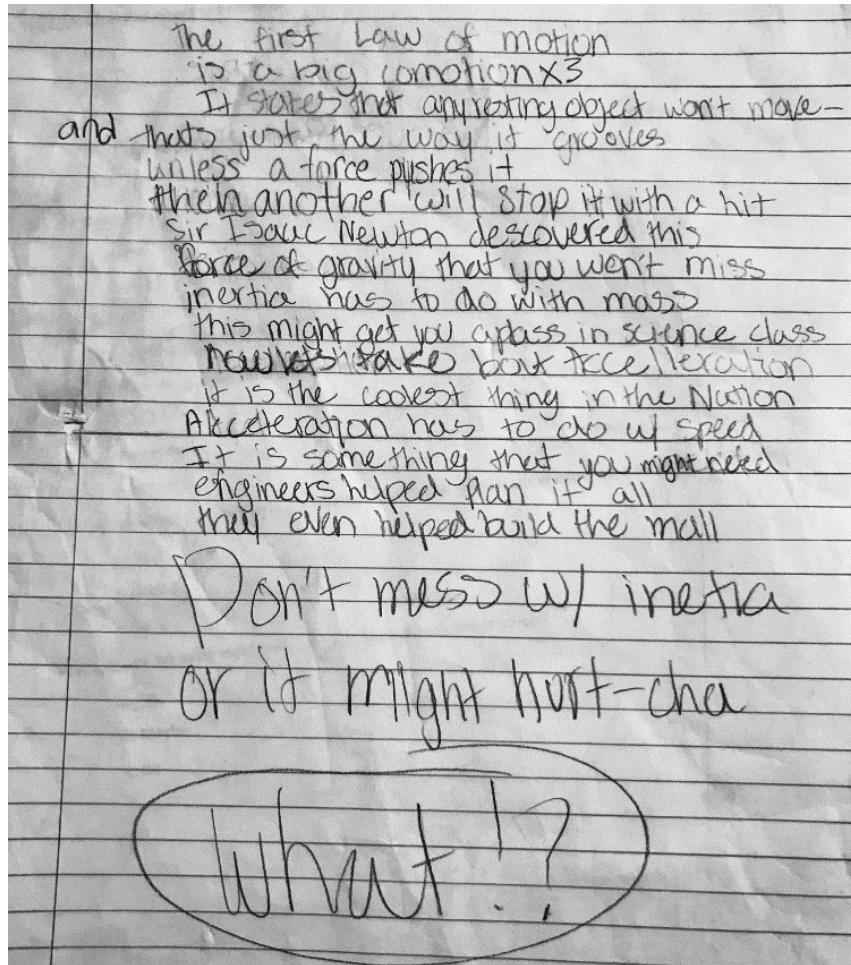 The first Law of motion
is a big comotion x3
It states that any resting object won't move-
and thats just the way it grooves
unless a force pushes it
then another will stop it with a hit
Sir Isaac Newton descovered this
force of gravity that you won't miss
inertia has to do with mass
this might get you a pass in science class
now lets take bout Accelleration
it is the coolest thing in the Nation
Akcceleration has to do w/ speed
It is something that you might need
engineers helped plan it all
they even helped build the mall
Don't mess w/ inetia
or it might hurt-cha
What!?